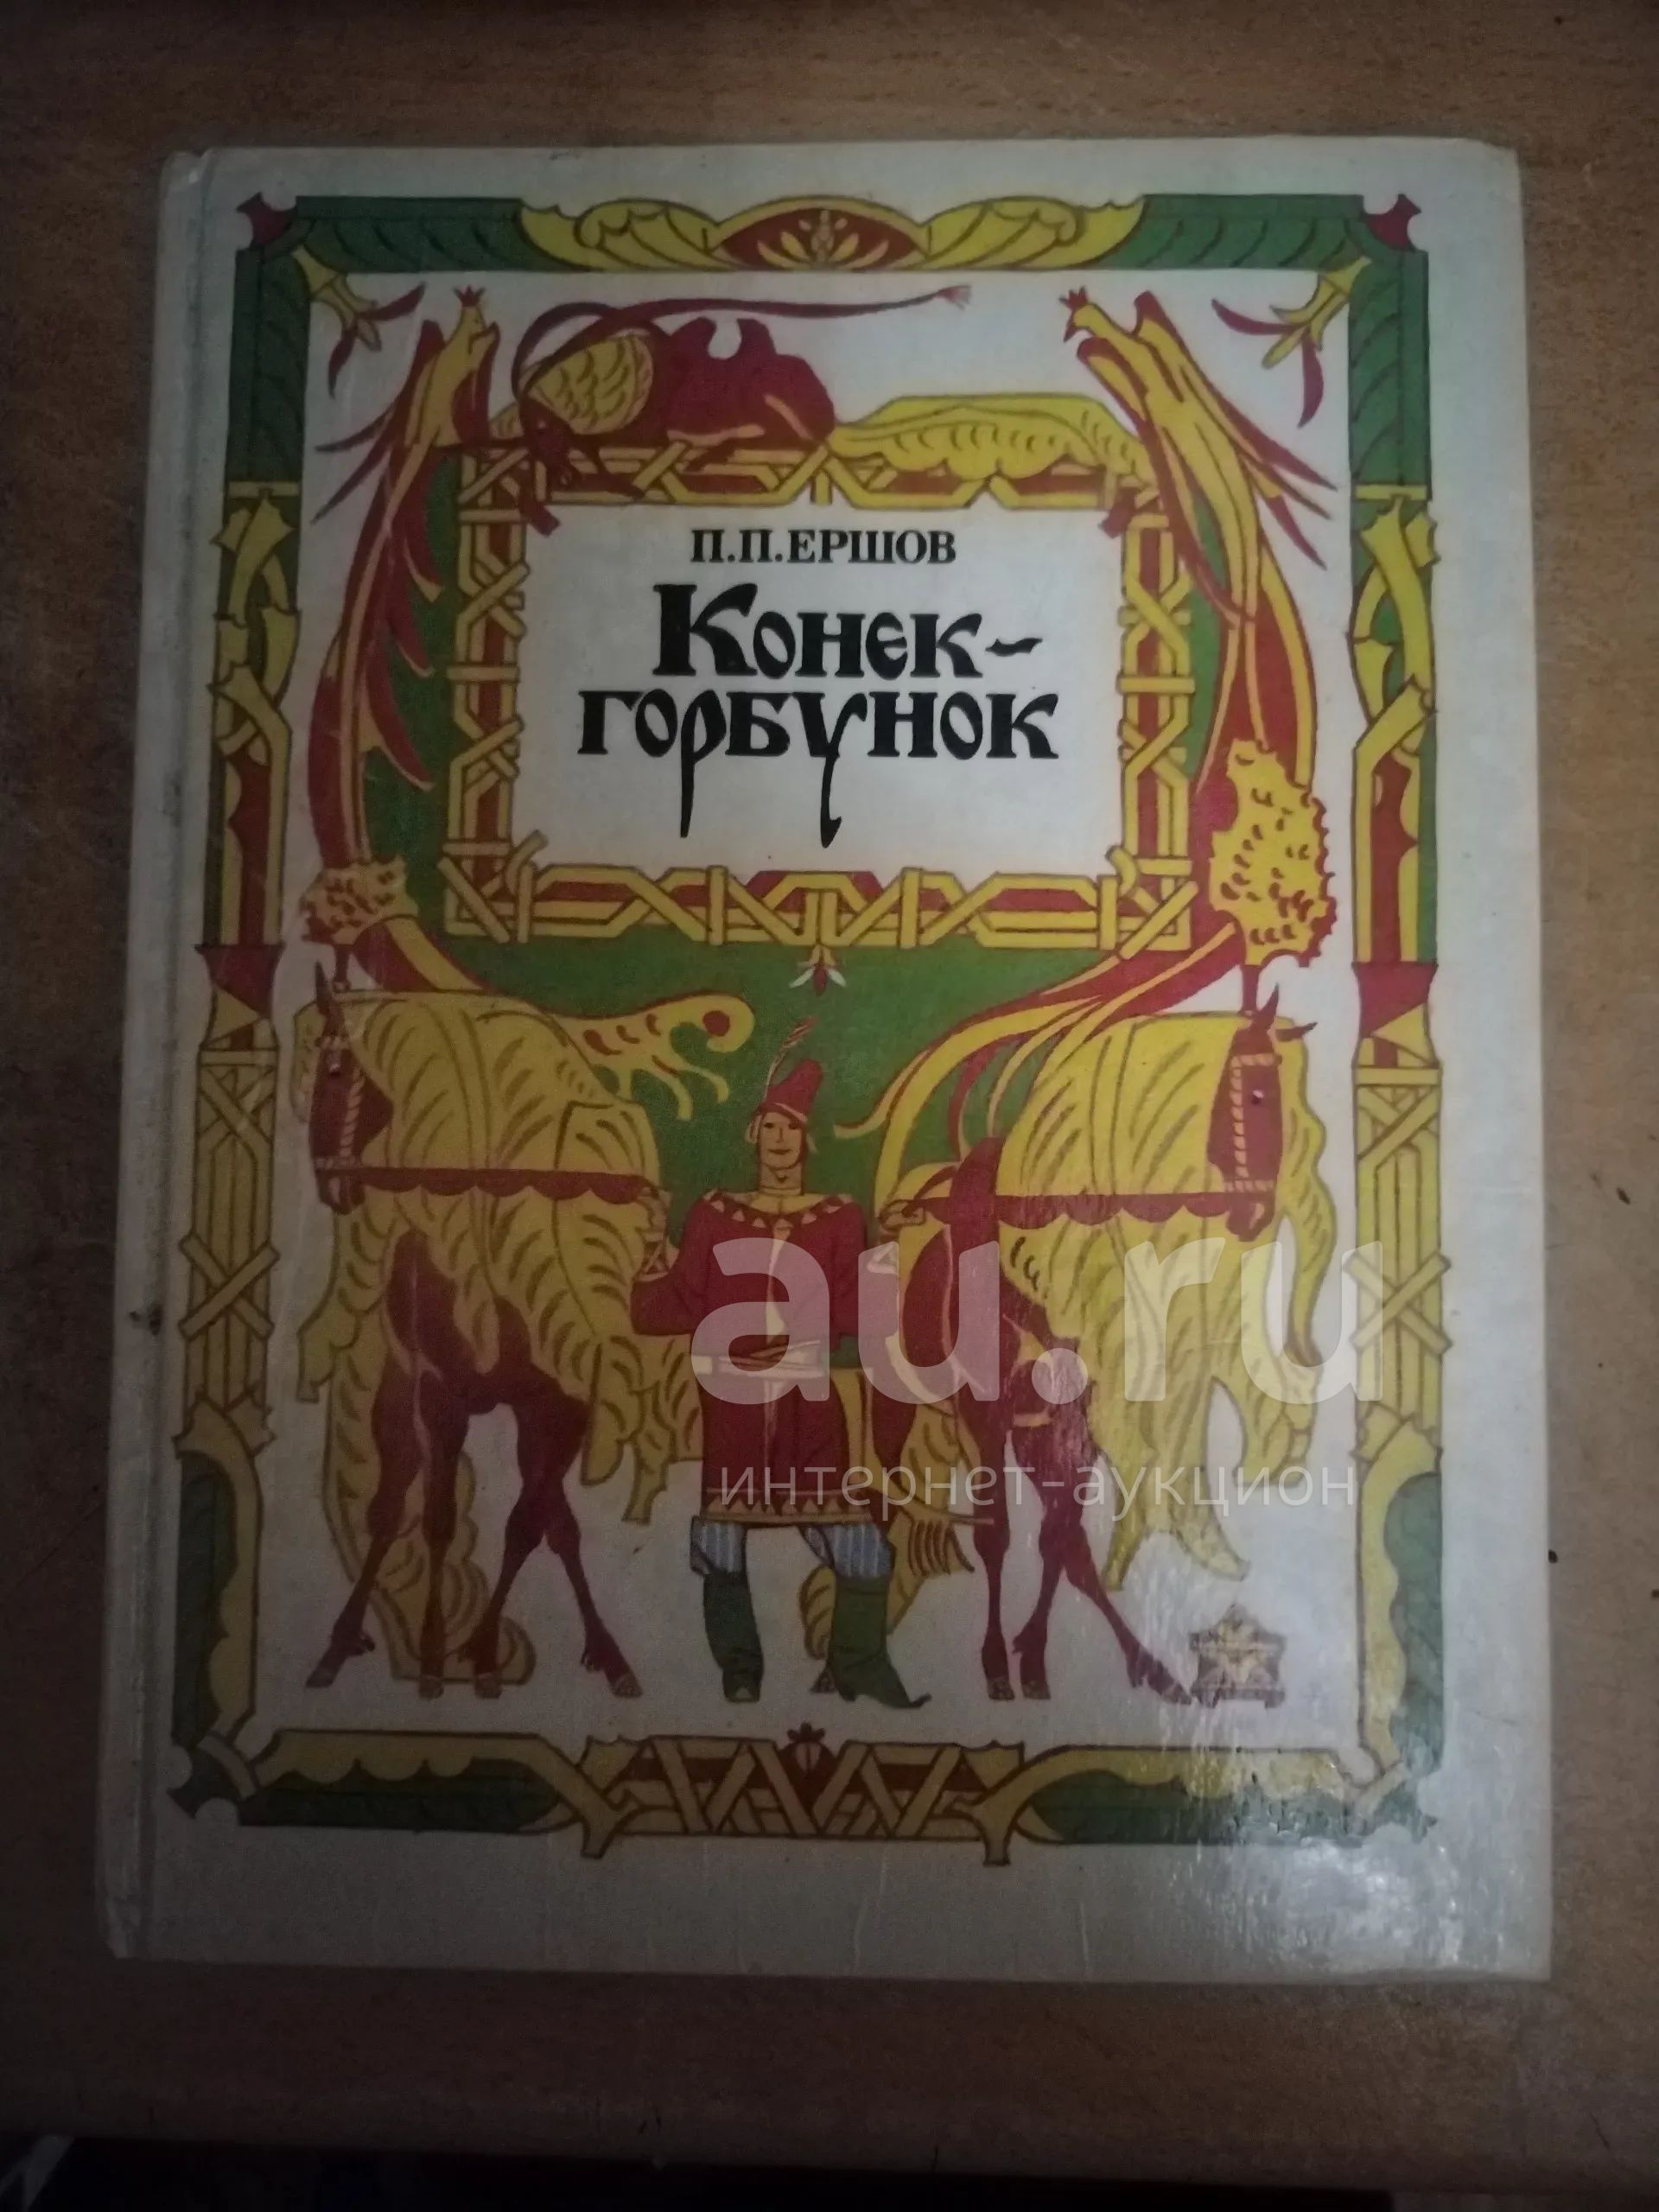 П.П.ЕРШОВ
Конек-
горбунок
au.ru
интернет-аукцион